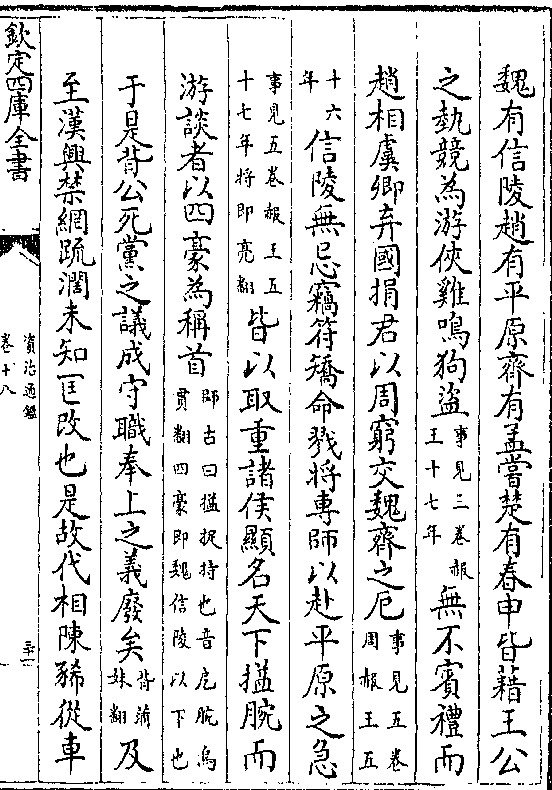 魏有信陵趙有平原齊有孟嘗楚有春申皆藉王公
之埶競為游俠雞鳴狗盜事見三卷赧王十七年無不賓禮而
趙相虞卿弃國捐君以周窮交魏齊之厄事見五卷周赧王五
十六年信陵無忌竊符矯命戮將專師以赴平原之急
事見五卷赧王五十七年將即亮翻皆以取重諸侯顯名天下搤腕而
游談者以四豪為稱首師古曰搤捉持也音戹腕烏貫翻四豪即魏信陵以下也
于是背公死黨之議成守職奉上之義廢矣背蒲妹翻及
至漢興禁網疏濶未知匡改也是故代相陳豨從車
欽定四庫全書
資治通鑑
卷十八